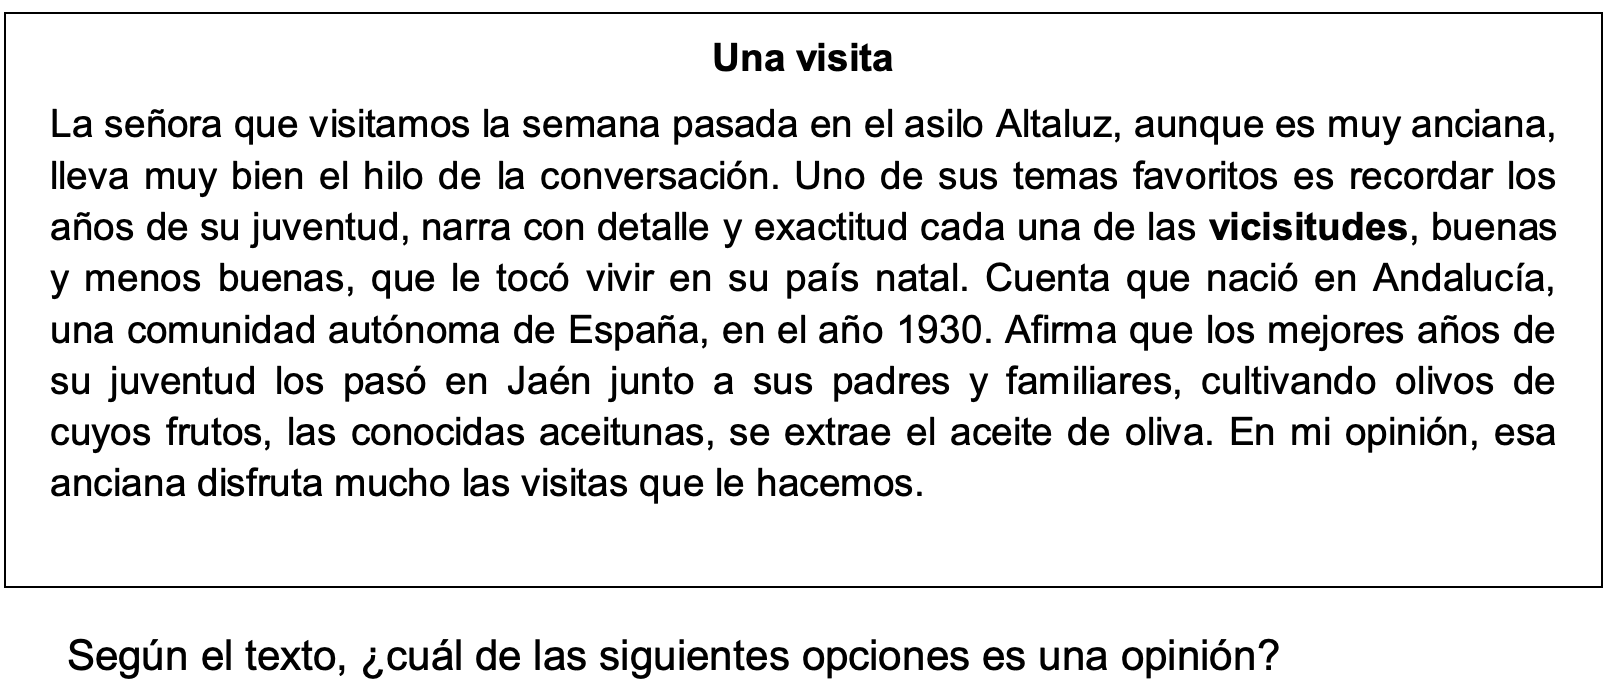 Una visita
La señora que visitamos la semana pasada en el asilo Altaluz, aunque es muy anciana,
lleva muy bien el hilo de la conversación. Uno de sus temas favoritos es recordar los
años de su juventud, narra con detalle y exactitud cada una de las vicisitudes, buenas
y menos buenas, que le tocó vivir en su país natal. Cuenta que nació en Andalucía,
una comunidad autónoma de España, en el año 1930. Afirma que los mejores años de
su juventud los pasó en Jaén junto a sus padres y familiares, cultivando olivos de
cuyos frutos, las conocidas aceitunas, se extrae el aceite de oliva. En mi opinión, esa
anciana disfruta mucho las visitas que le hacemos.
Según el texto, ¿cuál de las siguientes opciones es una opinión?